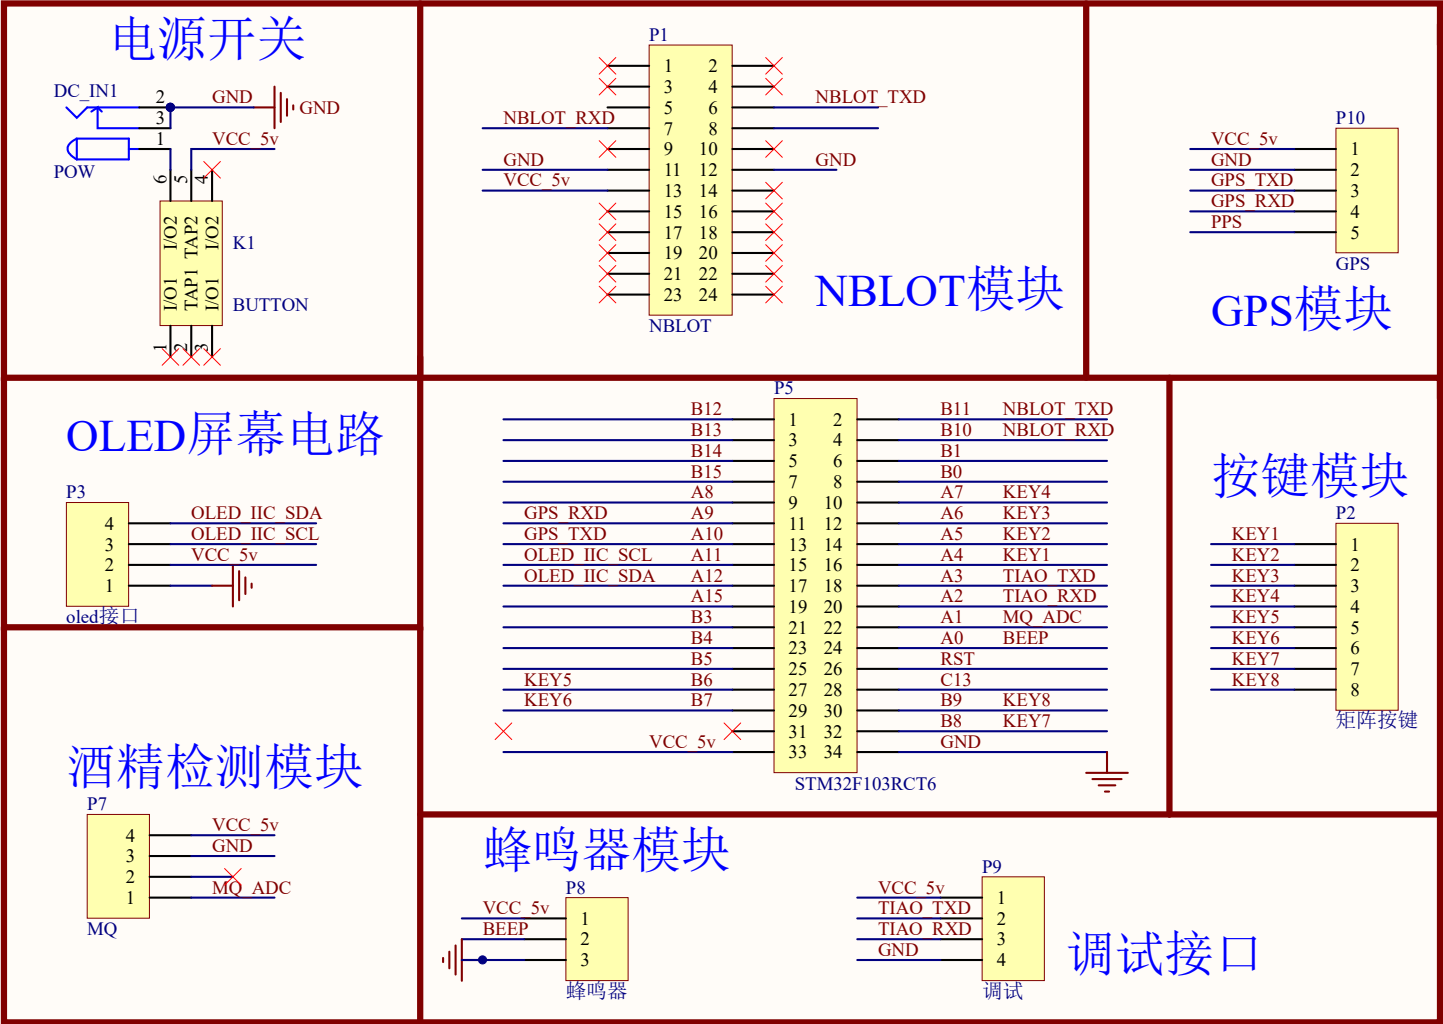 电源开关
DC_IN1
2
GND
GND
3
1
VCC_5v
POW
6
5
4
I/O2
TAP2
I/O2
K1
I/O1
TAP1
I/O1
BUTTON
1
2
3
P1
1 2
3 4
5 6 NBLOT_TXD
NBLOT_RXD 7 8
9 10
GND 11 12 GND
VCC_5v 13 14
15 16
17 18
19 20
21 22
23 24
NBLOT
NBLOT模块
P10
VCC_5v 1
GND 2
GPS_TXD 3
GPS_RXD 4
PPS 5
GPS
GPS模块
OLED屏幕电路
P3
4 OLED_IIC_SDA
3 OLED_IIC_SCL
2 VCC_5v
1
oled接口
P5
B12 1 2 B11 NBLOT_TXD
B13 3 4 B10 NBLOT_RXD
B14 5 6 B1
B15 7 8 B0
A8 9 10 A7 KEY4
GPS_RXD A9 11 12 A6 KEY3
GPS_TXD A10 13 14 A5 KEY2
OLED_IIC_SCL A11 15 16 A4 KEY1
OLED_IIC_SDA A12 17 18 A3 TIAO_TXD
A15 19 20 A2 TIAO_RXD
B3 21 22 A1 MQ_ADC
B4 23 24 A0 BEEP
B5 25 26 RST
KEY5 B6 27 28 C13
KEY6 B7 29 30 B9 KEY8
31 32 B8 KEY7
VCC_5v 33 34 GND
STM32F103RCT6
按键模块
P2
KEY1 1
KEY2 2
KEY3 3
KEY4 4
KEY5 5
KEY6 6
KEY7 7
KEY8 8
矩阵按键
酒精检测模块
P7
4 VCC_5v
3 GND
2
1 MQ_ADC
MQ
蜂鸣器模块
P8
VCC_5v 1
BEEP 2
3
蜂鸣器
P9
VCC_5v 1
TIAO_TXD 2
TIAO_RXD 3
GND 4
调试
调试接口